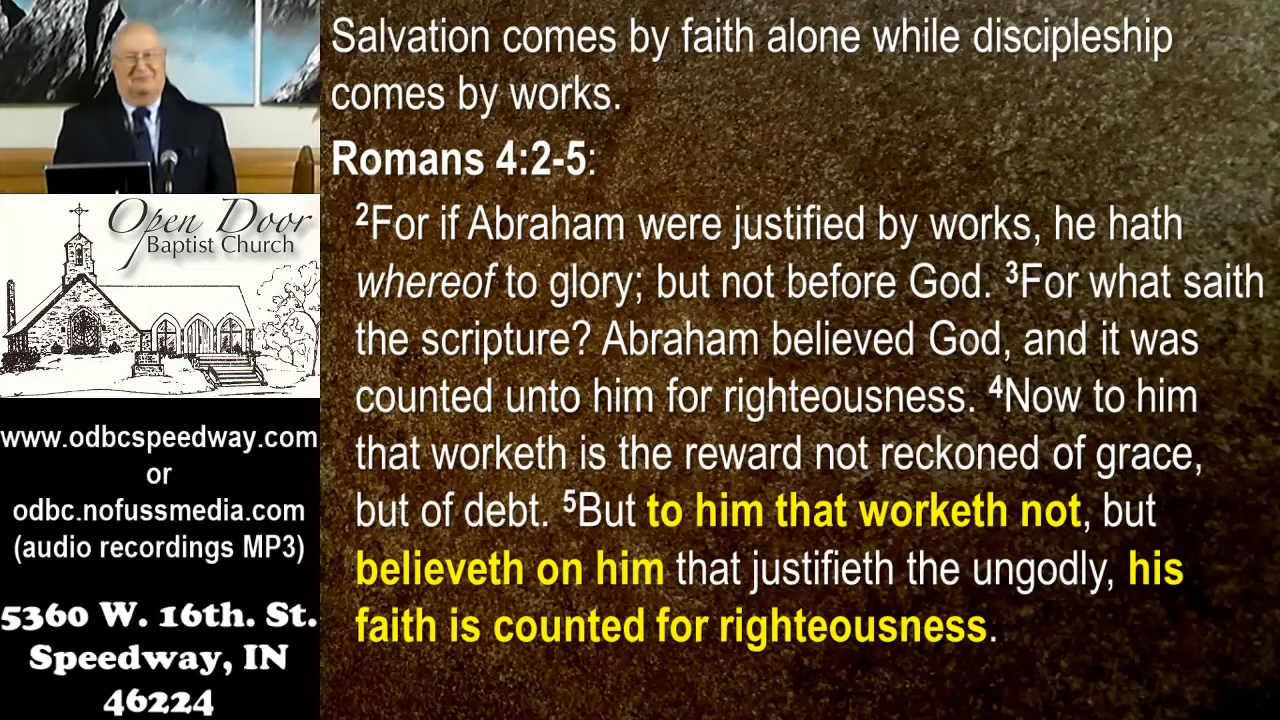 Salvation comes by faith alone while discipleship
comes by works.
Romans 4:2-5:
²For if Abraham were justified by works, he hath
whereof to glory; but not before God. ³For what saith
the scripture? Abraham believed God, and it was
counted unto him for righteousness. ⁴Now to him
that worketh is the reward not reckoned of grace,
but of debt. ⁵But to him that worketh not, but
believeth on him that justifieth the ungodly, his
faith is counted for righteousness.
Open Door
Baptist Church
www.odbcspeedway.com
or
odbc.nofussmedia.com
(audio recordings MP3)
5360 W. 16th. St.
Speedway, IN
46224